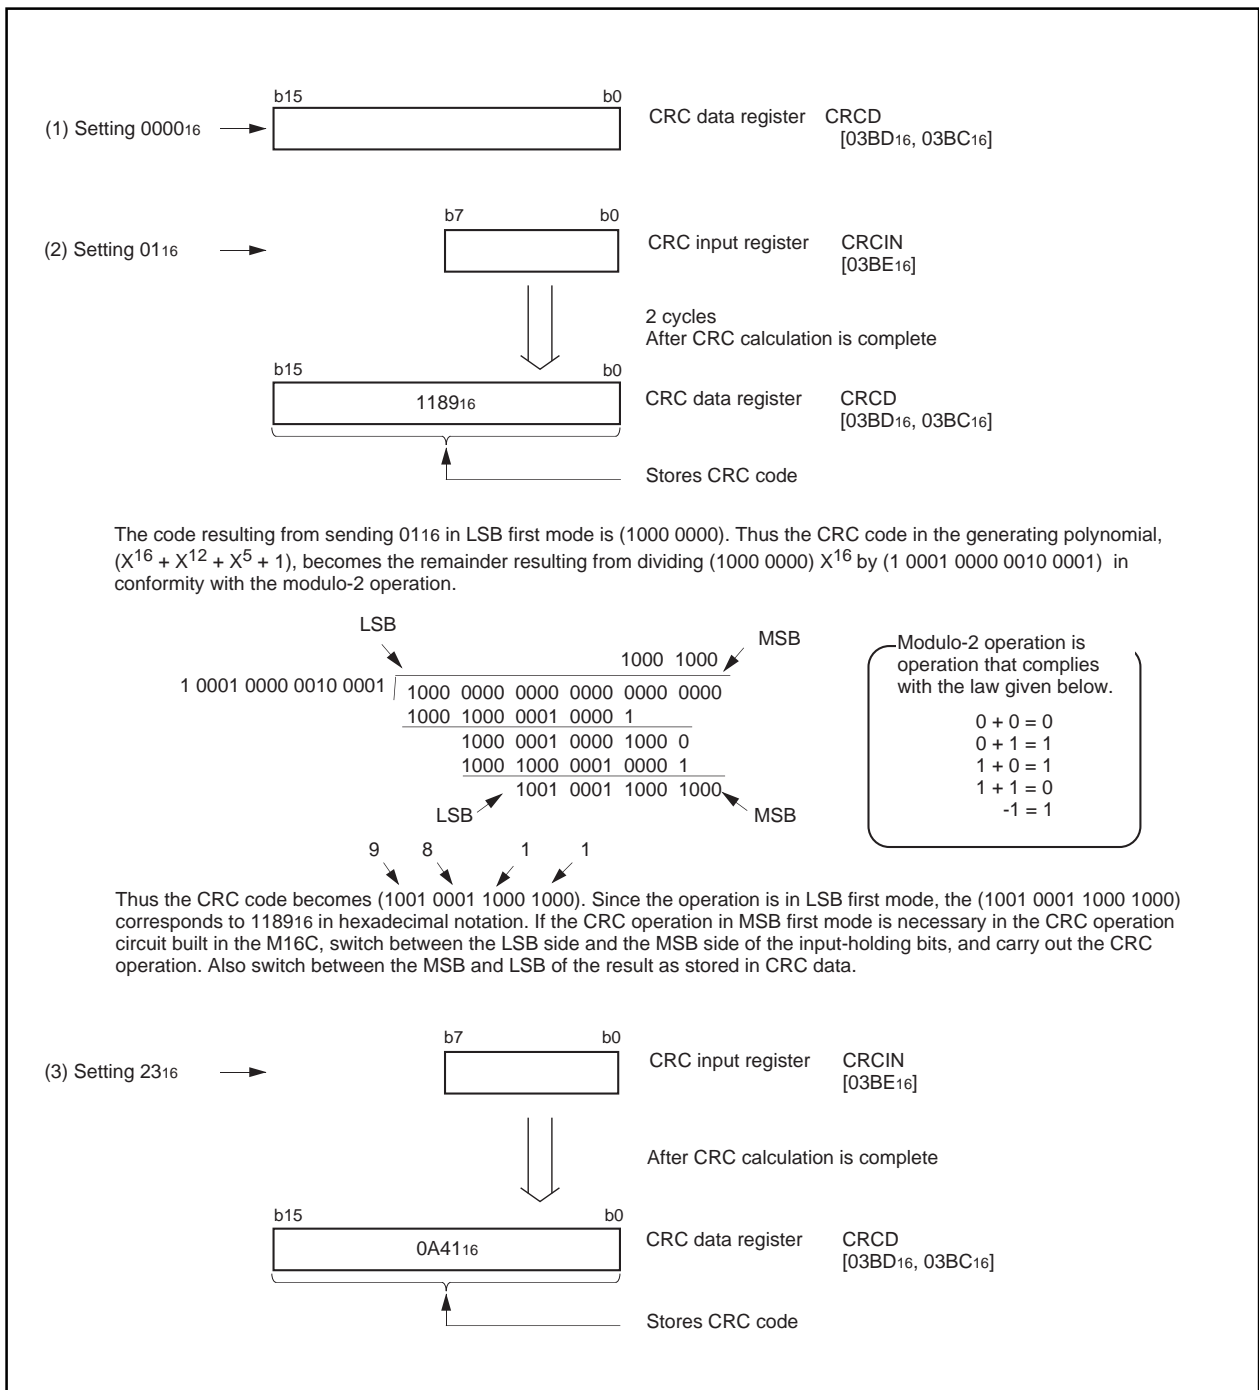 b15 b0
(1) Setting 0000₁₆ CRC data register CRCD
[03BD₁₆, 03BC₁₆]
b7 b0
(2) Setting 01₁₆ CRC input register CRCIN
[03BE₁₆]
2 cycles
After CRC calculation is complete
b15 b0
1189₁₆ CRC data register CRCD
[03BD₁₆, 03BC₁₆]
Stores CRC code
The code resulting from sending 01₁₆ in LSB first mode is (1000 0000). Thus the CRC code in the generating polynomial,
(X¹⁶ + X¹² + X⁵ + 1), becomes the remainder resulting from dividing (1000 0000) X¹⁶ by (1 0001 0000 0010 0001) in
conformity with the modulo-2 operation.
LSB MSB
1000 1000
1 0001 0000 0010 0001 1000 0000 0000 0000 0000 0000
1000 1000 0001 0000 1
1000 0001 0000 1000 0
1000 1000 0001 0000 1
1001 0001 1000 1000
LSB MSB
Modulo-2 operation is
operation that complies
with the law given below.
0 + 0 = 0
0 + 1 = 1
1 + 0 = 1
1 + 1 = 0
-1 = 1
9 8 1 1
Thus the CRC code becomes (1001 0001 1000 1000). Since the operation is in LSB first mode, the (1001 0001 1000 1000)
corresponds to 1189₁₆ in hexadecimal notation. If the CRC operation in MSB first mode is necessary in the CRC operation
circuit built in the M16C, switch between the LSB side and the MSB side of the input-holding bits, and carry out the CRC
operation. Also switch between the MSB and LSB of the result as stored in CRC data.
b7 b0
(3) Setting 23₁₆ CRC input register CRCIN
[03BE₁₆]
After CRC calculation is complete
b15 b0
0A41₁₆ CRC data register CRCD
[03BD₁₆, 03BC₁₆]
Stores CRC code